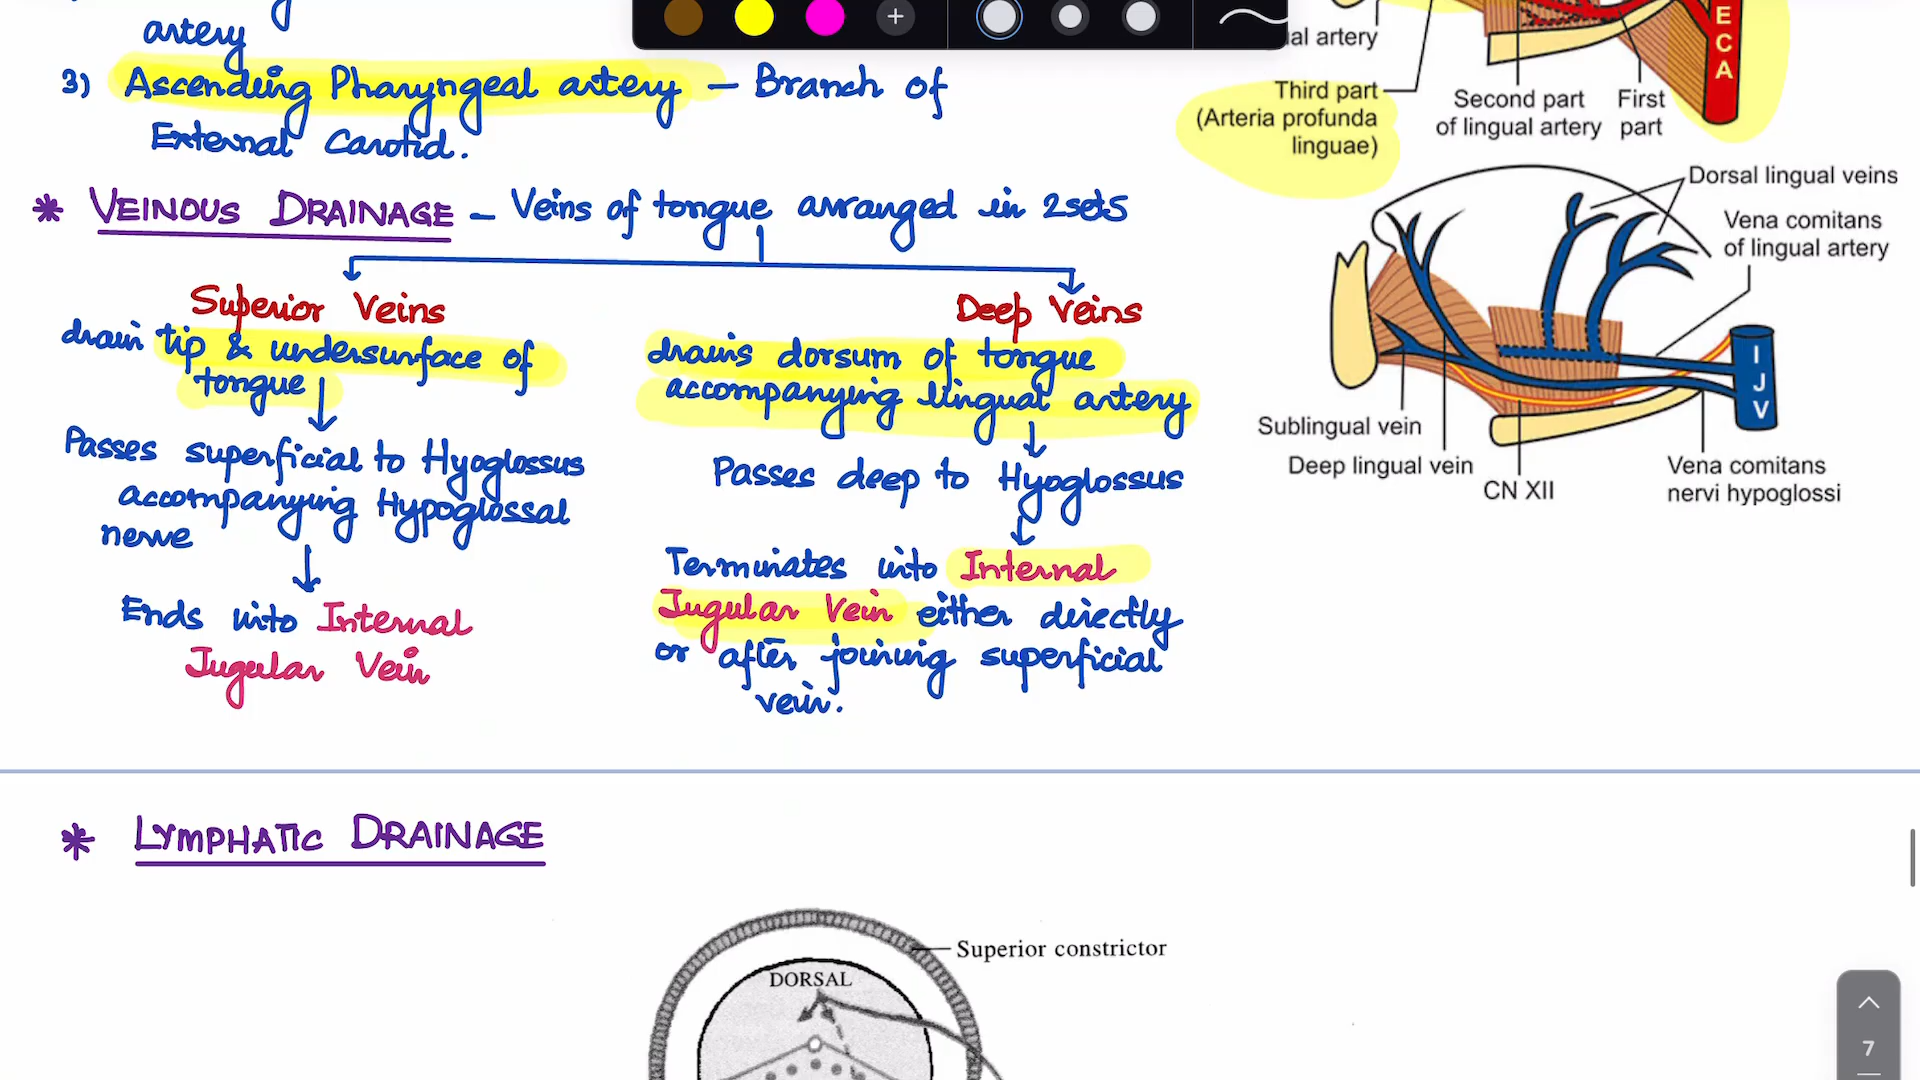 artery
3) Ascending Pharyngeal artery – Branch of
External Carotid.
* VEINOUS DRAINAGE – Veins of tongue arranged in 2 sets
Superior Veins
drain tip & undersurface of
tongue
Passes superficial to Hyoglossus
accompanying Hypoglossal
nerve
Ends into Internal
Jugular Vein
Deep Veins
drains dorsum of tongue
accompanying lingual artery
Passes deep to Hyoglossus
Terminates into Internal
Jugular Vein either directly
or after joining superficial
vein.
* LYMPHATIC DRAINAGE
Superior constrictor
DORSAL
al artery
Third part
(Arteria profunda
linguae)
Second part
of lingual artery
First
part
E
C
A
Dorsal lingual veins
Vena comitans
of lingual artery
I
J
V
Sublingual vein
Deep lingual vein
CN XII
Vena comitans
nervi hypoglossi
7